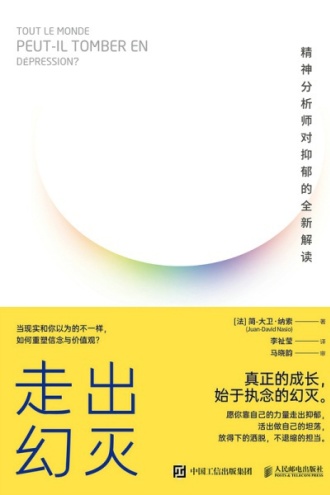 TOUT LE MONDE
PEUT-IL TOMBER EN
DÉPRESSION?
精神分析师对抑郁的全新解读
[法] 简-大卫·纳索 著
(Juan-David Nasio)
李祉莹 译
马晓韵 审
当现实和你以为的不一样，
如何重塑信念与价值观？
走出
幻灭
真正的成长，
始于执念的幻灭。
愿你靠自己的力量走出抑郁，
活出做自己的坦荡，
放得下的洒脱，不退缩的担当。
中国工信出版集团
人民邮电出版社